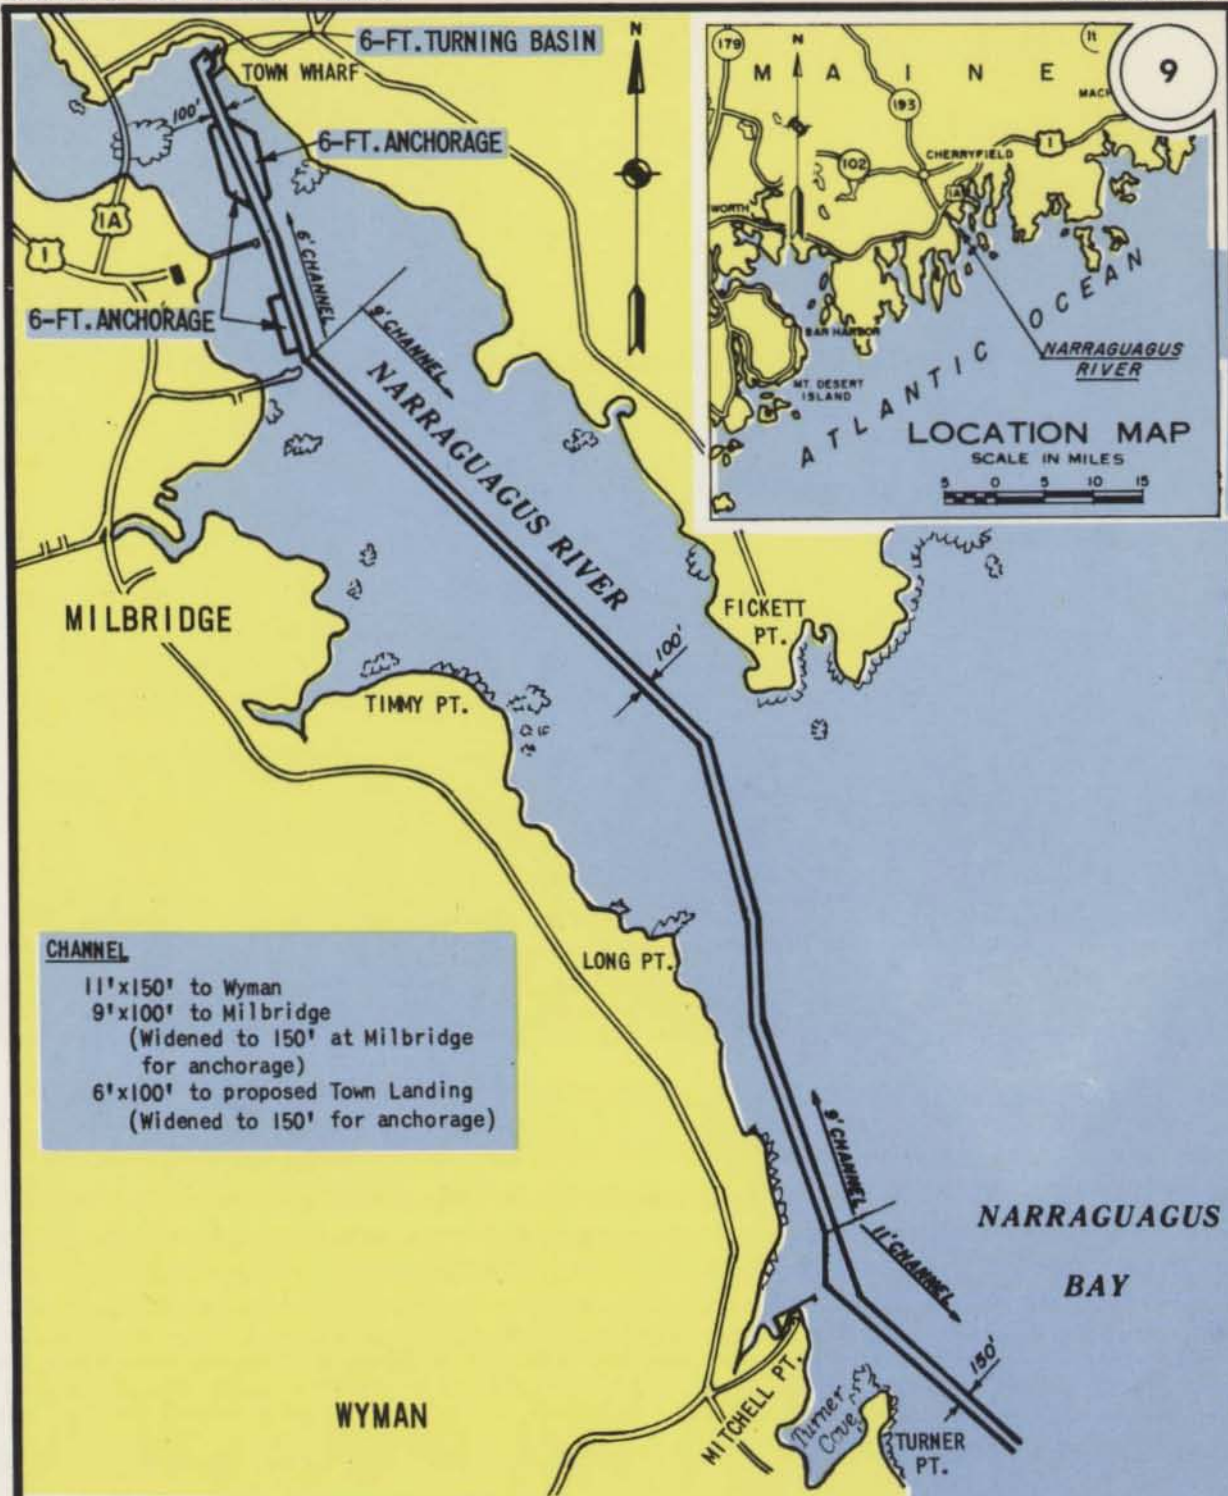 6-FT. TURNING BASIN
TOWN WHARF
100'
6-FT. ANCHORAGE
1A
1
6' CHANNEL
6-FT. ANCHORAGE
9' CHANNEL
NARRAGUAGUS RIVER
N
179
N
MAINE
9
193
MACH
102
CHERRYFIELD
1
1A
WORTH
BAR HARBOR
MT. DESERT
ISLAND
ATLANTIC OCEAN
NARRAGUAGUS
RIVER
LOCATION MAP
SCALE IN MILES
5 0 5 10 15
MILBRIDGE
FICKETT
PT.
100'
TIMMY PT.
LONG PT.
CHANNEL
11'x150' to Wyman
9'x100' to Milbridge
(Widened to 150' at Milbridge
for anchorage)
6'x100' to proposed Town Landing
(Widened to 150' for anchorage)
9' CHANNEL
11' CHANNEL
NARRAGUAGUS
BAY
150'
WYMAN
MITCHELL PT.
Turner
Cove
TURNER
PT.